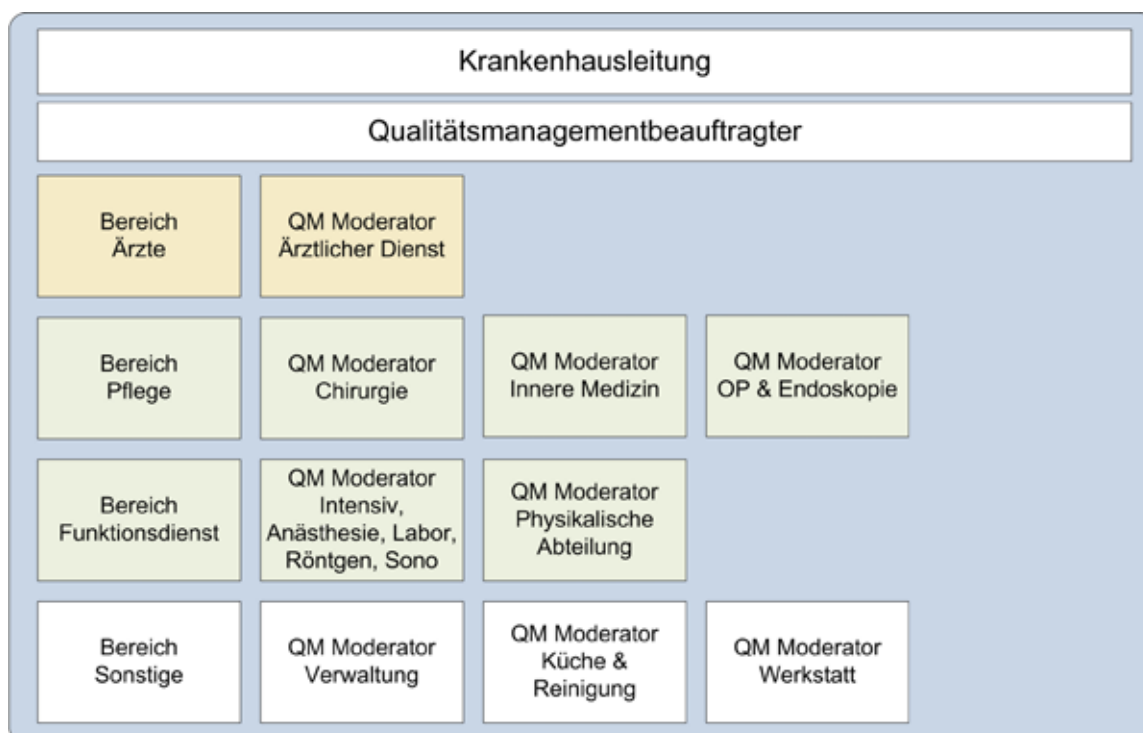 Krankenhausleitung
Qualitätsmanagementbeauftragter
Bereich
Ärzte
QM Moderator
Ärztlicher Dienst
Bereich
Pflege
QM Moderator
Chirurgie
QM Moderator
Innere Medizin
QM Moderator
OP & Endoskopie
Bereich
Funktionsdienst
QM Moderator
Intensiv,
Anästhesie, Labor,
Röntgen, Sono
QM Moderator
Physikalische
Abteilung
Bereich
Sonstige
QM Moderator
Verwaltung
QM Moderator
Küche &
Reinigung
QM Moderator
Werkstatt